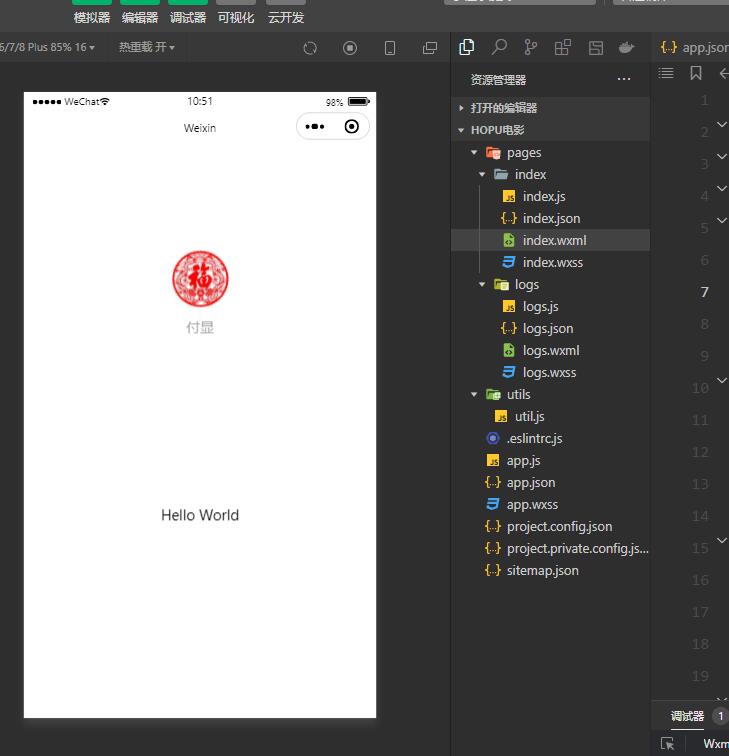 模拟器 编辑器 调试器 可视化 云开发
6/7/8 Plus 85% 16 热重载 开
WeChat 10:51 98%
Weixin
付显
Hello World
资源管理器
打开的编辑器
HOPU电影
pages
index
index.js
index.json
index.wxml
index.wxss
logs
logs.js
logs.json
logs.wxml
logs.wxss
utils
util.js
.eslintrc.js
app.js
app.json
app.wxss
project.config.json
project.private.config.js...
sitemap.json
app.json
1
2
3
4
5
6
7
8
9
10
11
12
13
14
15
16
17
18
19
调试器 1
Wxm
福